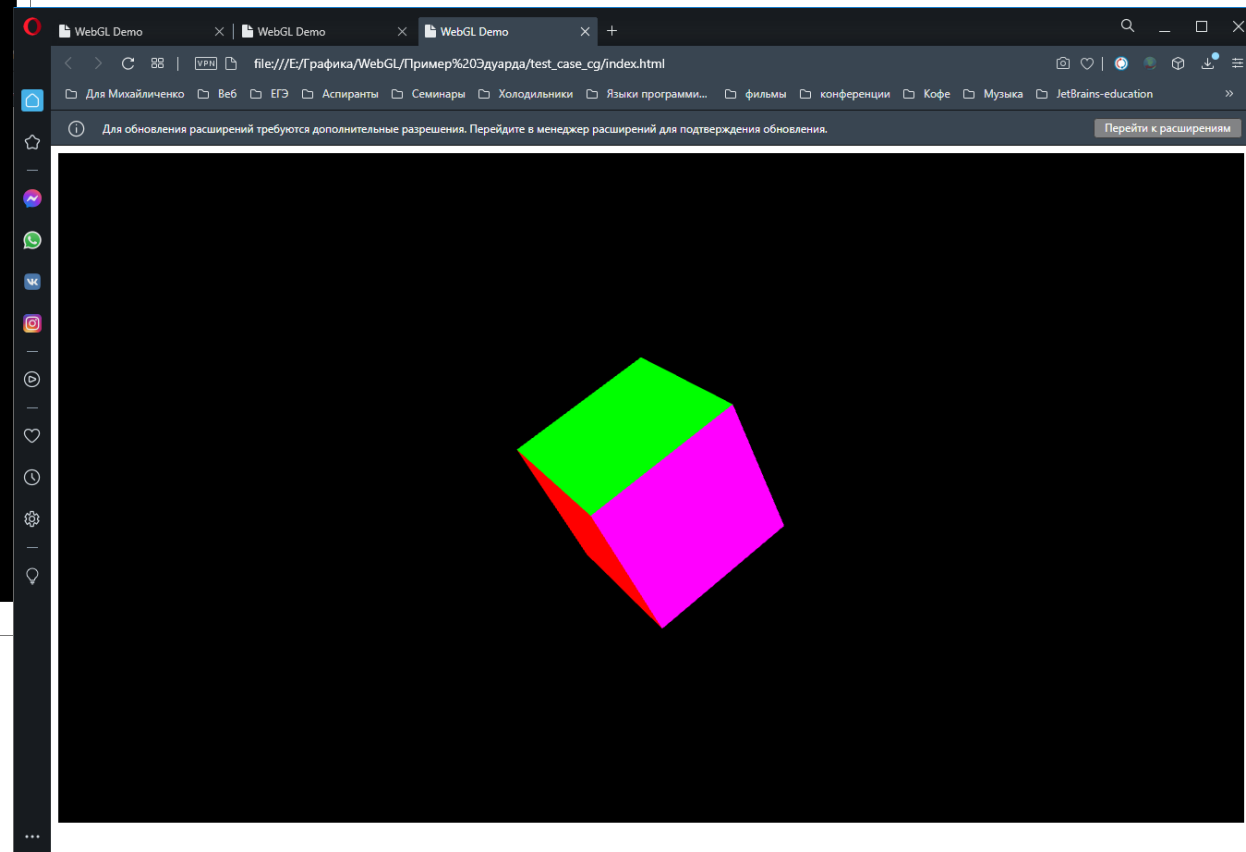 WebGL Demo WebGL Demo WebGL Demo
VPN file:///E:/Графика/WebGL/Пример%20Эдуарда/test_case_cg/index.html
Для Михайличенко Веб ЕГЭ Аспиранты Семинары Холодильники Языки программи... фильмы конференции Кофе Музыка JetBrains-education »
Для обновления расширений требуются дополнительные разрешения. Перейдите в менеджер расширений для подтверждения обновления. Перейти к расширениям